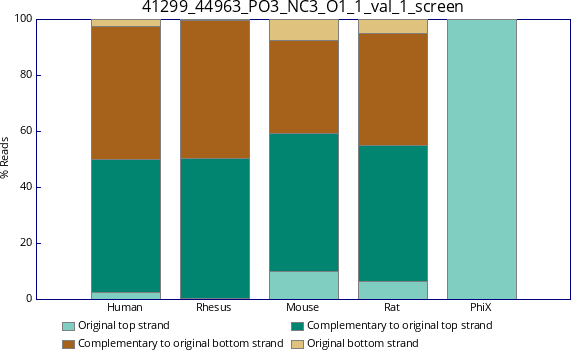 41299_44963_PO3_NC3_O1_1_val_1_screen
100
80
60
40
20
0
% Reads
Human Rhesus Mouse Rat PhiX
Original top strand Complementary to original top strand
Complementary to original bottom strand Original bottom strand